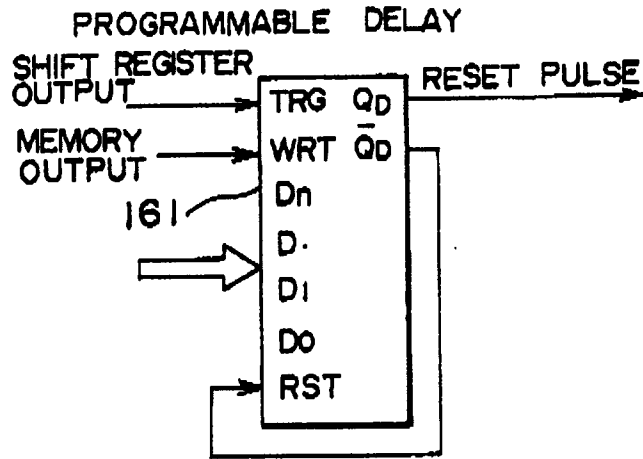 PROGRAMMABLE DELAY
SHIFT REGISTER
OUTPUT
RESET PULSE
TRG QD
MEMORY
OUTPUT
WRT Q̄D
161
Dn
D.
D1
D0
RST